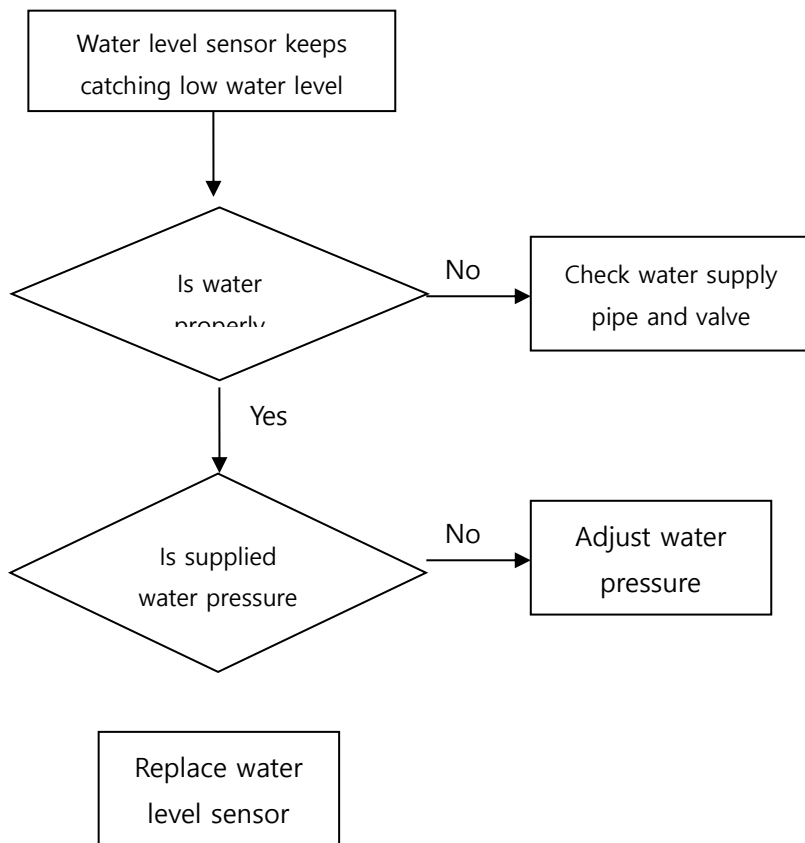 Water level sensor keeps
catching low water level
Is water
properly
No
Check water supply
pipe and valve
Yes
Is supplied
water pressure
No
Adjust water
pressure
Replace water
level sensor